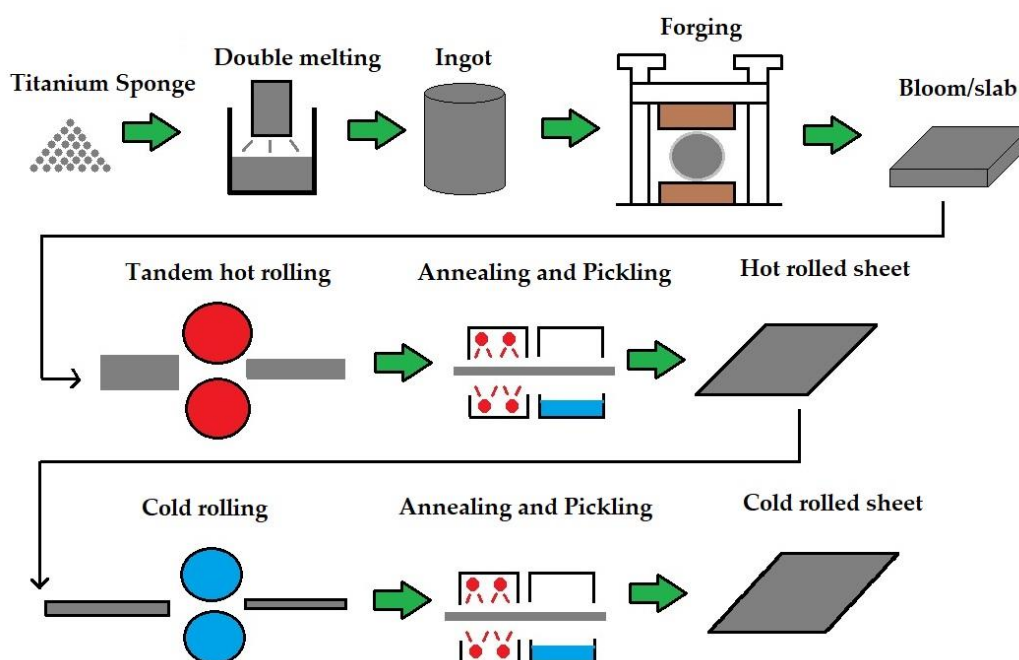 Titanium Sponge
Double melting
Ingot
Forging
Bloom/slab
Tandem hot rolling
Annealing and Pickling
Hot rolled sheet
Cold rolling
Annealing and Pickling
Cold rolled sheet